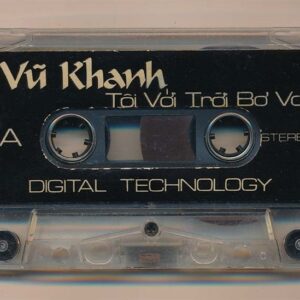 Vũ Khanh
Tôi Với Trời Bơ Vơ
A
STEREO
DIGITAL TECHNOLOGY